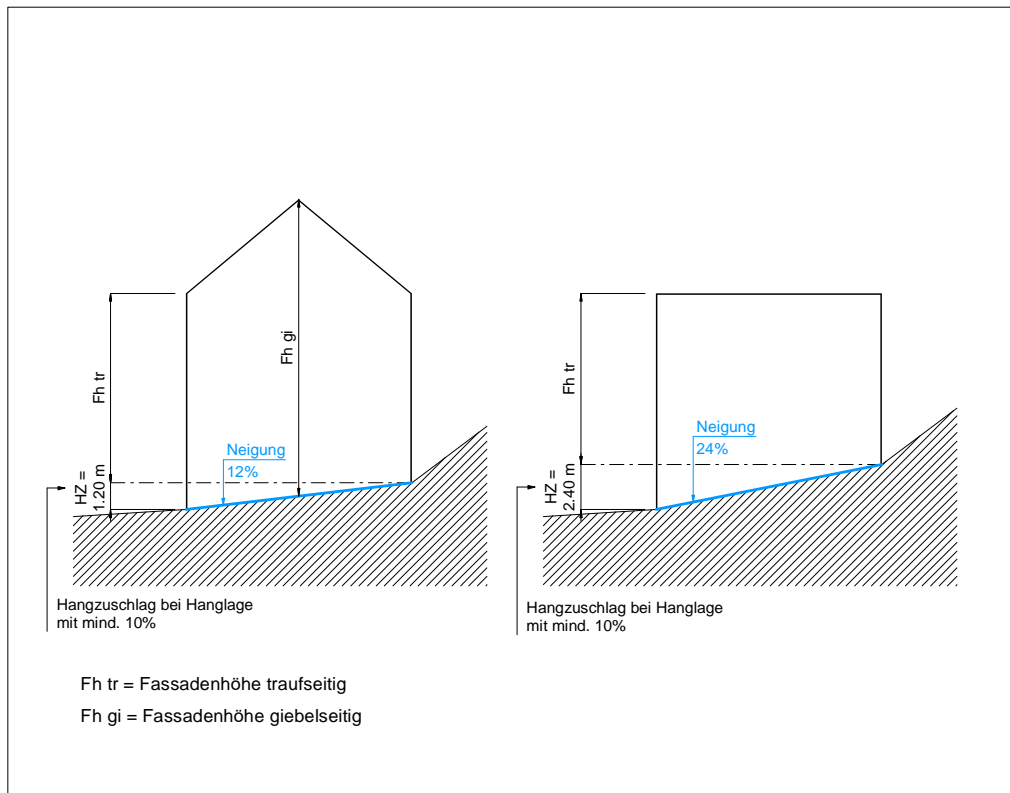 Fh tr
Fh gi
Neigung
12%
HZ =
1.20 m
Hangzuschlag bei Hanglage
mit mind. 10%
Fh tr
Neigung
24%
HZ =
2.40 m
Hangzuschlag bei Hanglage
mit mind. 10%
Fh tr = Fassadenhöhe traufseitig
Fh gi = Fassadenhöhe giebelseitig